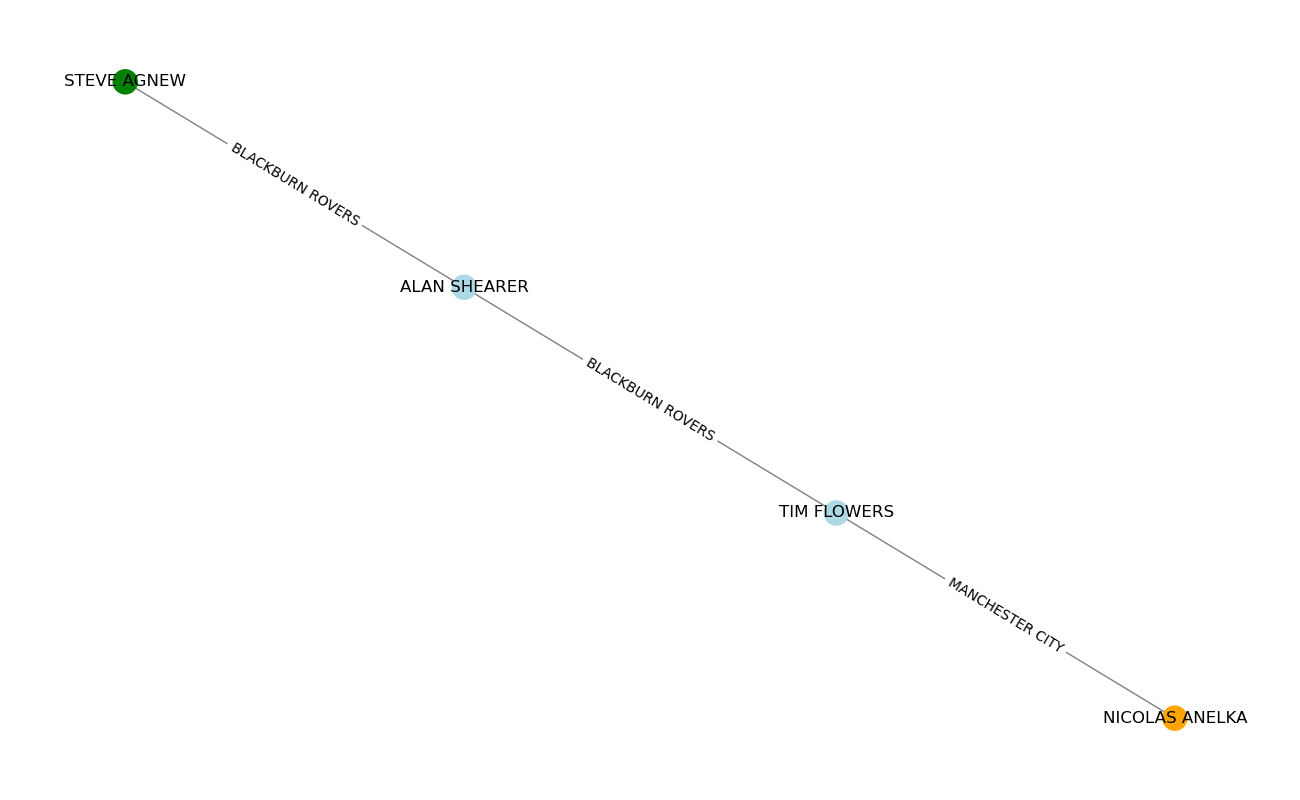 STEVE AGNEW
BLACKBURN ROVERS
ALAN SHEARER
BLACKBURN ROVERS
TIM FLOWERS
MANCHESTER CITY
NICOLAS ANELKA